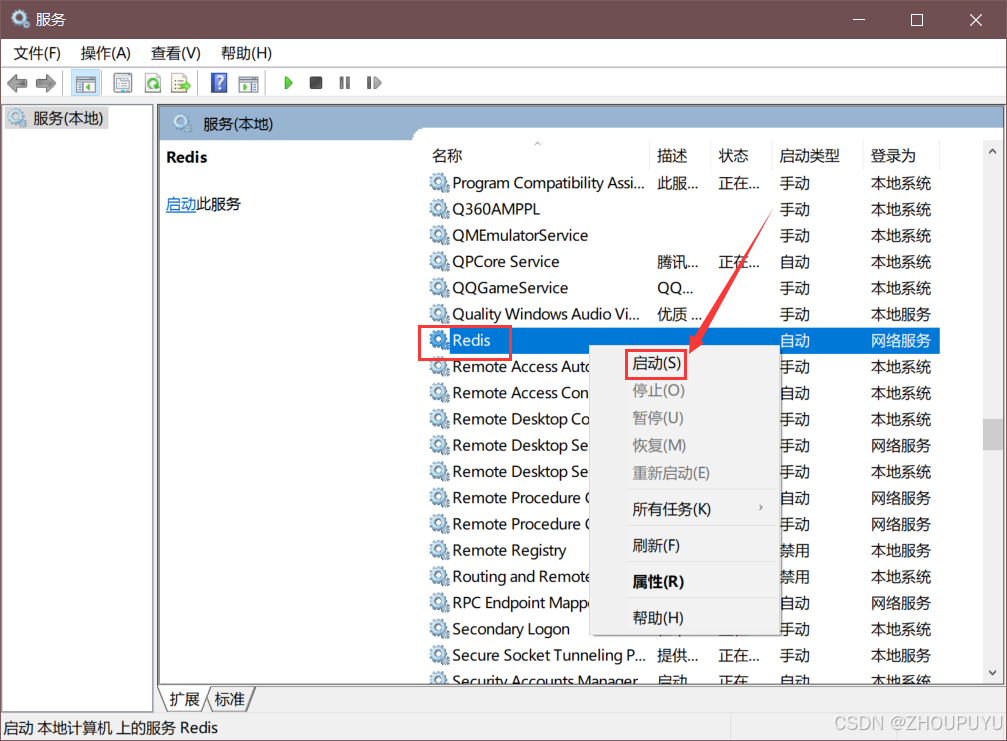 服务
文件(F) 操作(A) 查看(V) 帮助(H)
服务(本地)
服务(本地)
Redis
启动此服务
名称 描述 状态 启动类型 登录为
Program Compatibility Assi... 此服... 正在... 手动 本地系统
Q360AMPPL 手动 本地系统
QMEmulatorService 手动 本地系统
QPCore Service 腾讯... 正在... 自动 本地系统
QQGameService QQ... 手动 本地系统
Quality Windows Audio Vi... 优质 ... 手动 本地服务
Redis 自动 网络服务
Remote Access Auto 手动 本地系统
Remote Access Con 自动 本地系统
Remote Desktop Co 手动 本地系统
Remote Desktop Se 手动 网络服务
Remote Desktop Se 手动 本地系统
Remote Procedure 自动 网络服务
Remote Procedure 手动 网络服务
Remote Registry 禁用 本地服务
Routing and Remote 禁用 本地系统
RPC Endpoint Mapp 自动 网络服务
Secondary Logon 手动 本地系统
Secure Socket Tunneling P... 提供... 正在... 手动 本地服务
Security Accounts Manager 启动 正在 自动 本地系统
启动(S)
停止(O)
暂停(U)
恢复(M)
重新启动(E)
所有任务(K)
刷新(F)
属性(R)
帮助(H)
扩展 标准
启动 本地计算机 上的服务 Redis
CSDN @ZHOUPUYU